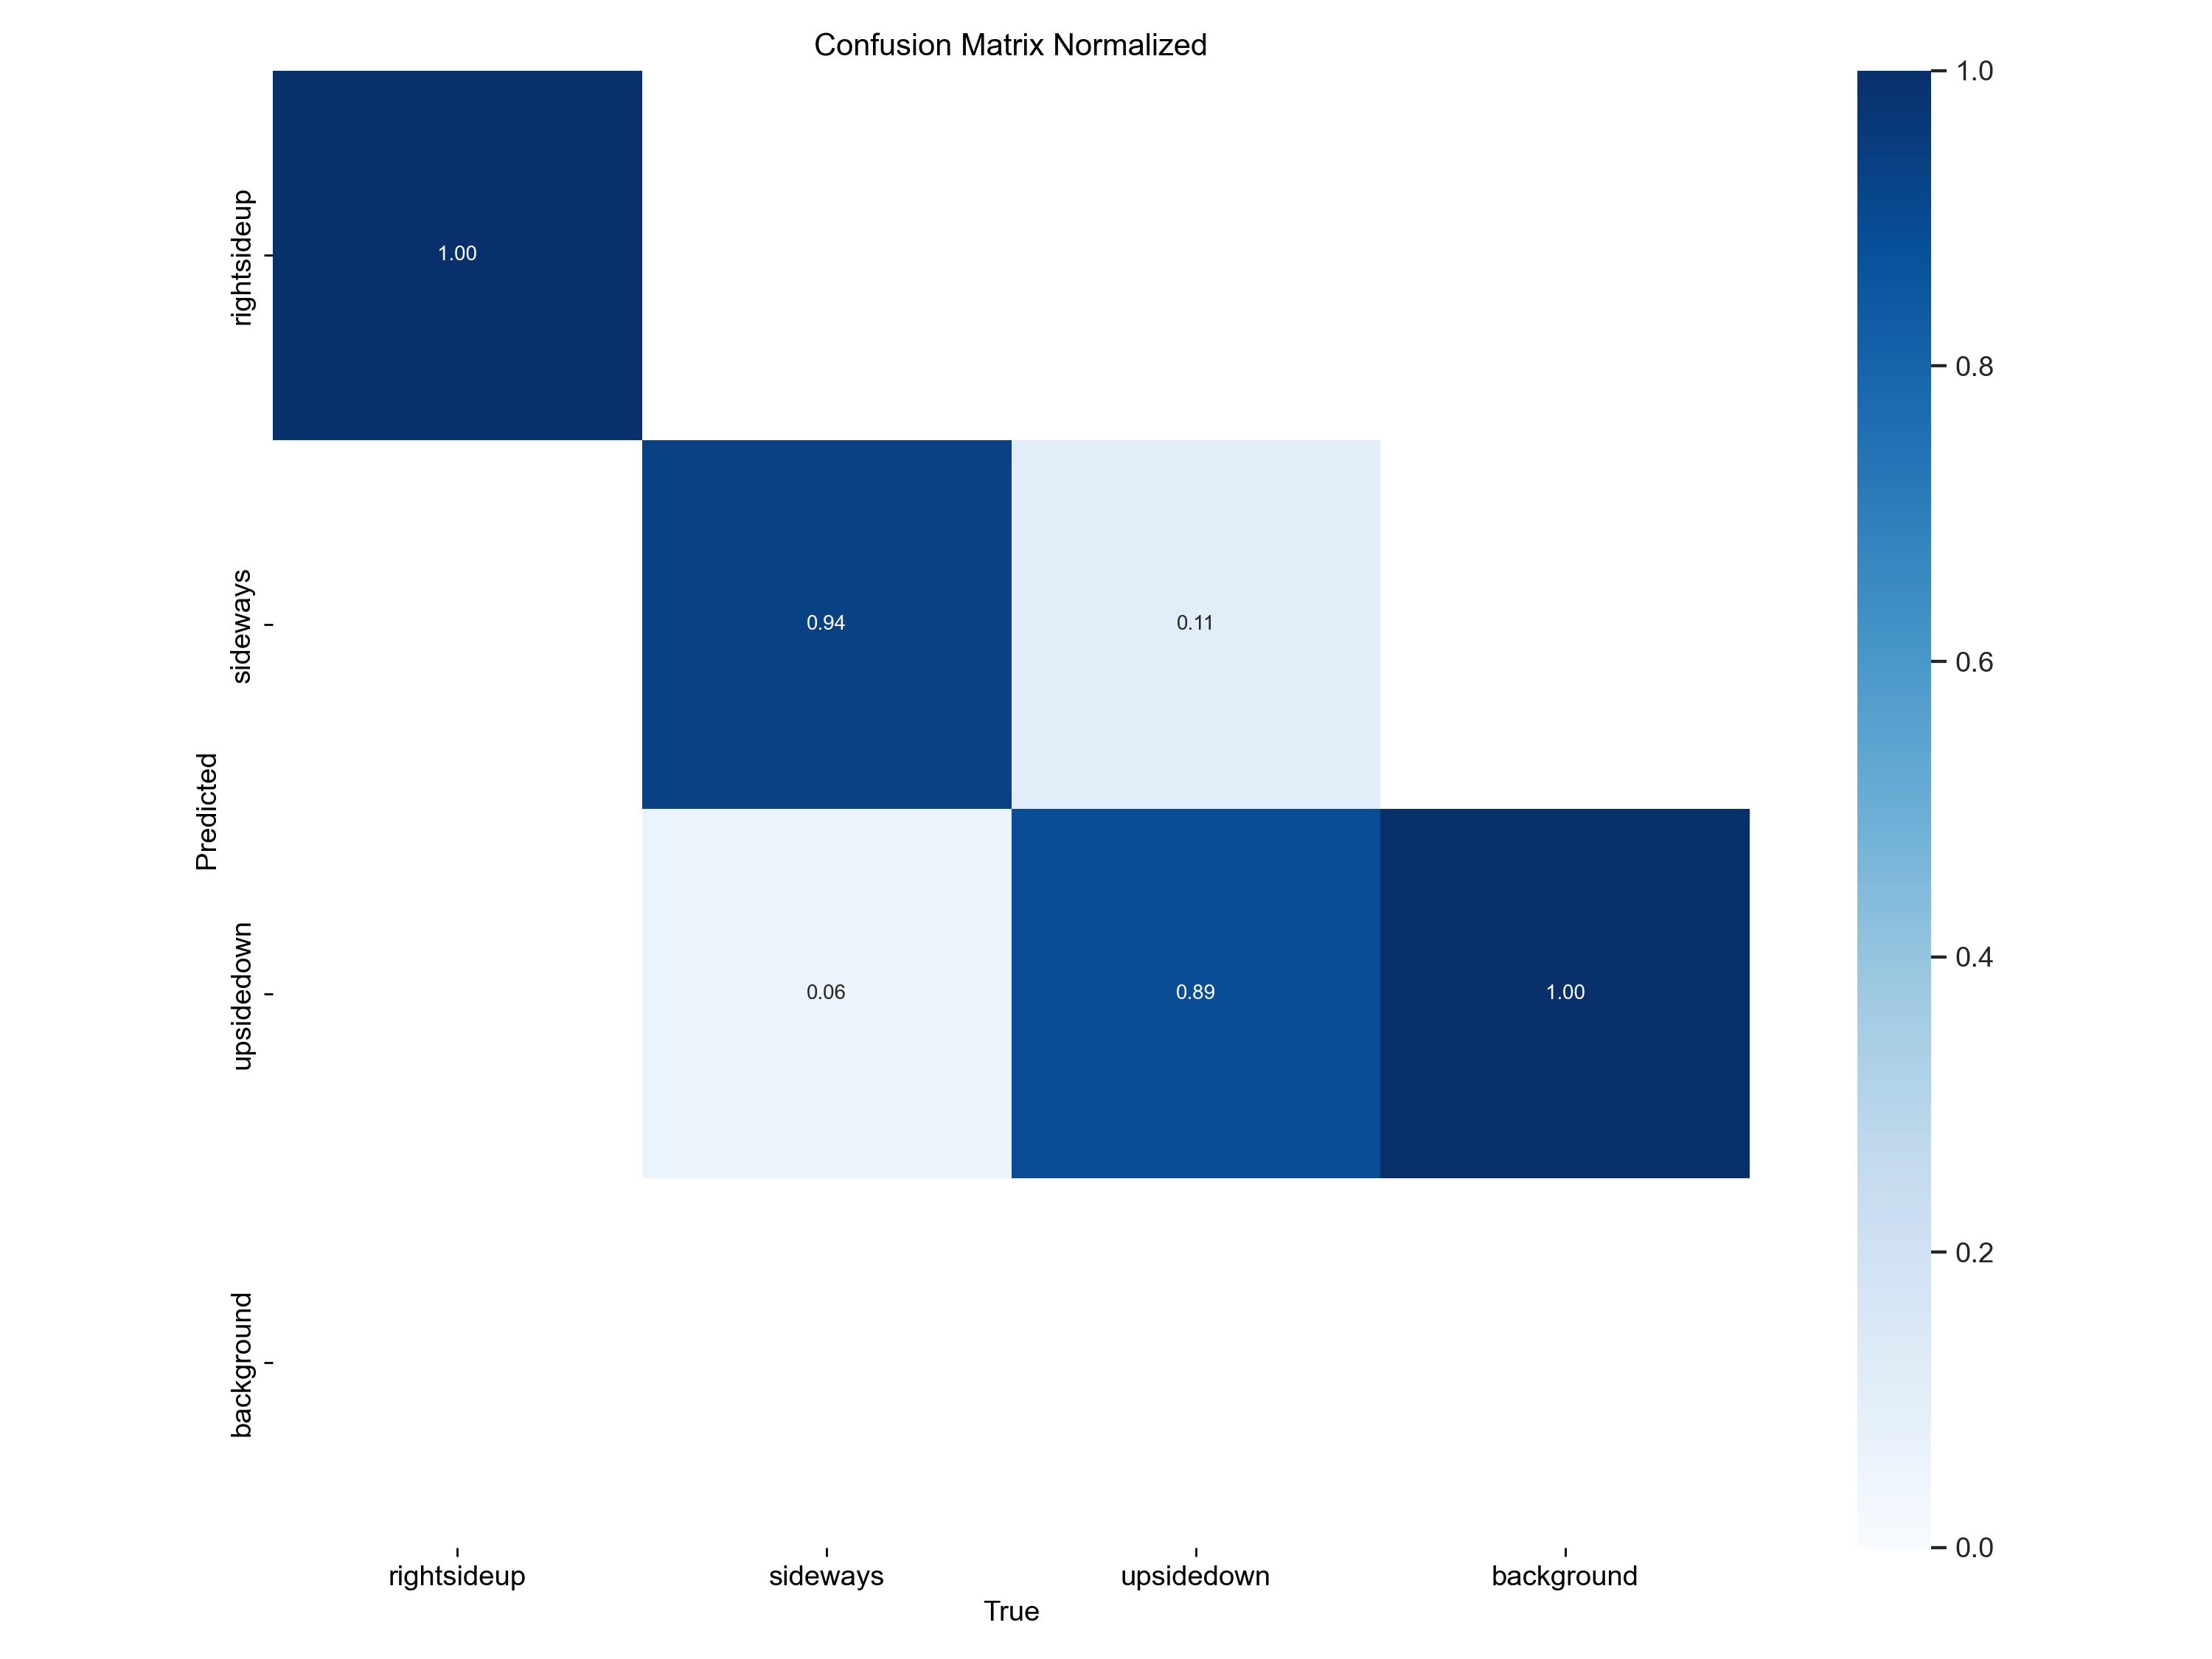 Confusion Matrix Normalized
1.00
0.94
0.11
0.06
0.89
1.00
rightsideup
sideways
upsidedown
background
Predicted
rightsideup
sideways
upsidedown
background
True
1.0
0.8
0.6
0.4
0.2
0.0